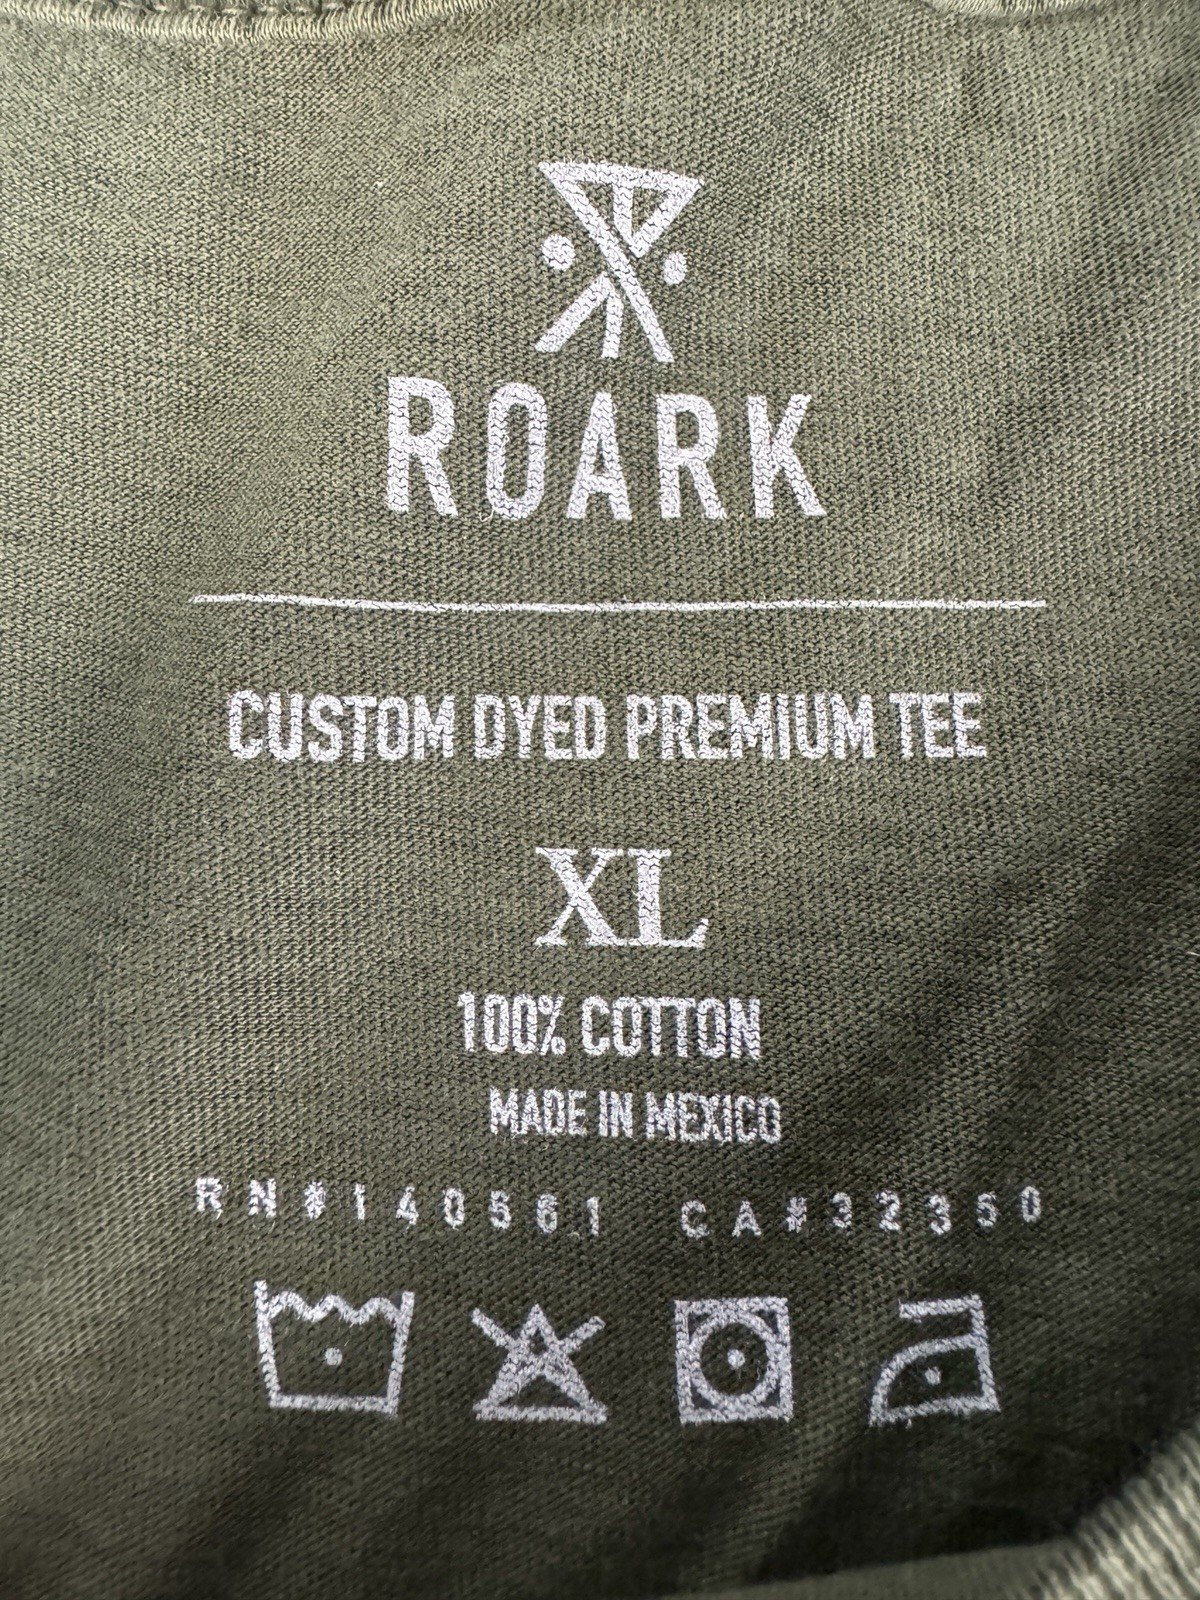 ROARK
CUSTOM DYED PREMIUM TEE
XL
100% COTTON
MADE IN MEXICO
RN#140561 CA#32350